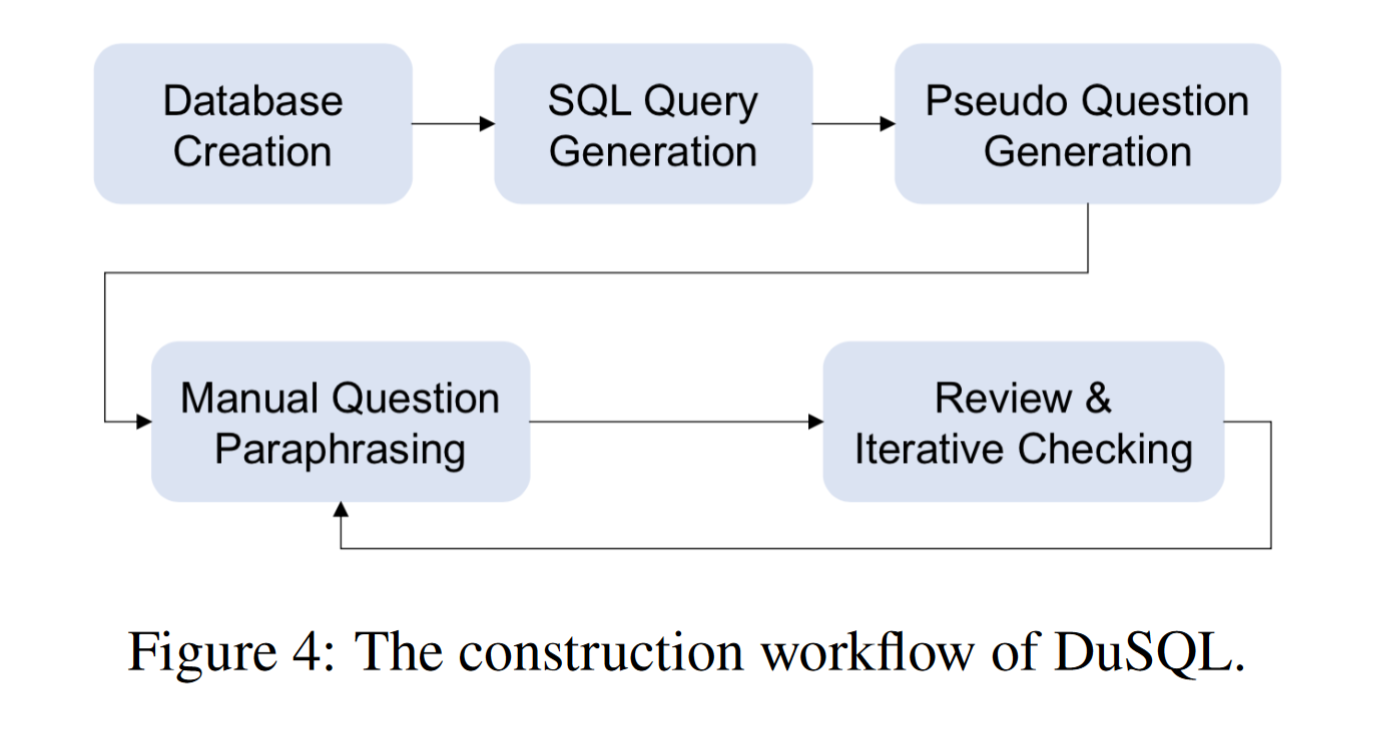 Database
Creation
SQL Query
Generation
Pseudo Question
Generation
Manual Question
Paraphrasing
Review &
Iterative Checking
Figure 4: The construction workflow of DuSQL.